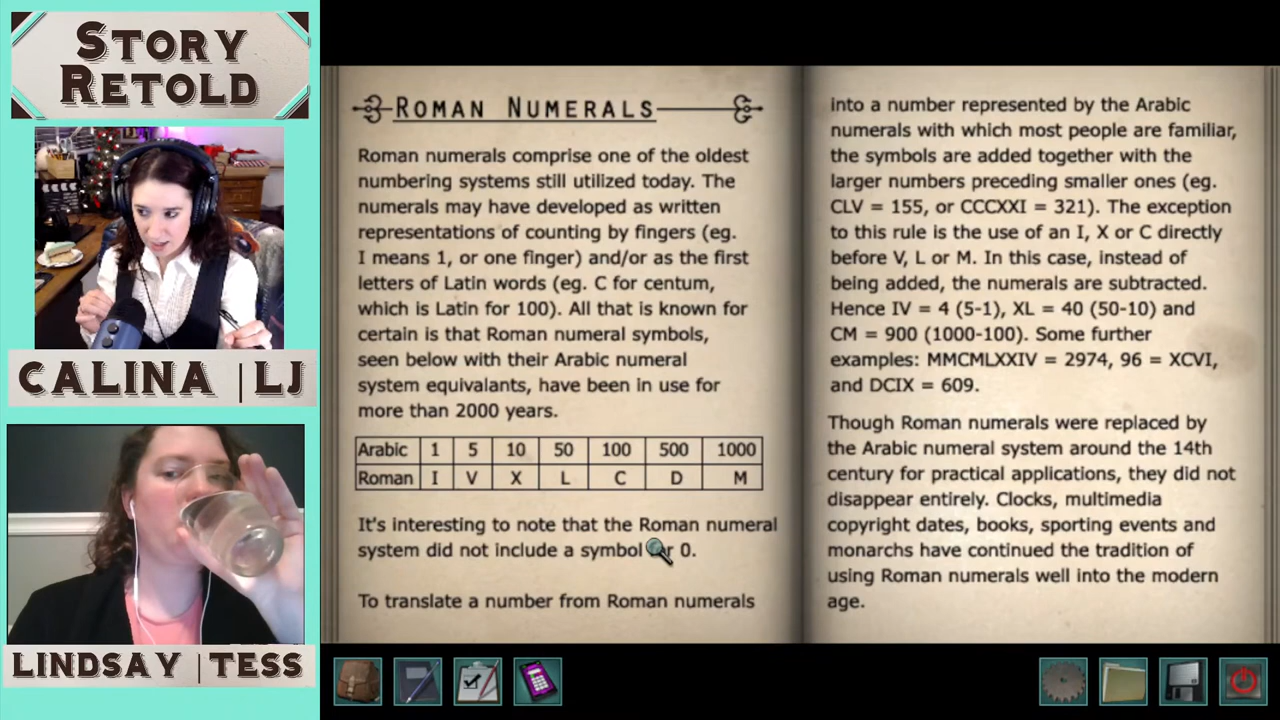 STORY
RETOLD
CALINA | LJ
LINDSAY | TESS
ROMAN NUMERALS
Roman numerals comprise one of the oldest
numbering systems still utilized today. The
numerals may have developed as written
representations of counting by fingers (eg.
I means 1, or one finger) and/or as the first
letters of Latin words (eg. C for centum,
which is Latin for 100). All that is known for
certain is that Roman numeral symbols,
seen below with their Arabic numeral
system equivalants, have been in use for
more than 2000 years.
Arabic 1 5 10 50 100 500 1000
Roman I V X L C D M
It's interesting to note that the Roman numeral
system did not include a symbol 0.
To translate a number from Roman numerals
into a number represented by the Arabic
numerals with which most people are familiar,
the symbols are added together with the
larger numbers preceding smaller ones (eg.
CLV = 155, or CCCXXI = 321). The exception
to this rule is the use of an I, X or C directly
before V, L or M. In this case, instead of
being added, the numerals are subtracted.
Hence IV = 4 (5-1), XL = 40 (50-10) and
CM = 900 (1000-100). Some further
examples: MMCMLXXIV = 2974, 96 = XCVI,
and DCIX = 609.
Though Roman numerals were replaced by
the Arabic numeral system around the 14th
century for practical applications, they did not
disappear entirely. Clocks, multimedia
copyright dates, books, sporting events and
monarchs have continued the tradition of
using Roman numerals well into the modern
age.